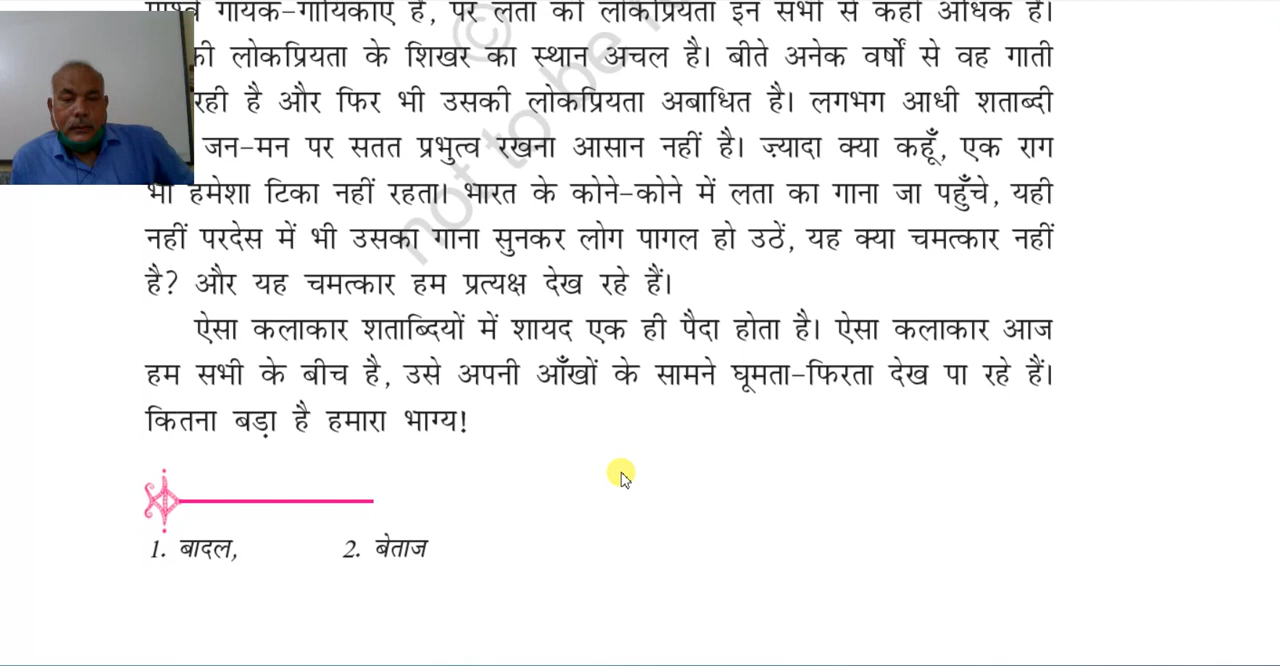 गायक-गायिकाएँ हैं, पर लता की लोकप्रियता इन सभी से कहीं अधिक है।
की लोकप्रियता के शिखर का स्थान अचल है। बीते अनेक वर्षों से वह गाती
रही है और फिर भी उसकी लोकप्रियता अबाधित है। लगभग आधी शताब्दी
जन-मन पर सतत प्रभुत्व रखना आसान नहीं है। ज़्यादा क्या कहूँ, एक राग
भी हमेशा टिका नहीं रहता। भारत के कोने-कोने में लता का गाना जा पहुँचे, यही
नहीं परदेस में भी उसका गाना सुनकर लोग पागल हो उठें, यह क्या चमत्कार नहीं
है? और यह चमत्कार हम प्रत्यक्ष देख रहे हैं।
ऐसा कलाकार शताब्दियों में शायद एक ही पैदा होता है। ऐसा कलाकार आज
हम सभी के बीच है, उसे अपनी आँखों के सामने घूमता-फिरता देख पा रहे हैं।
कितना बड़ा है हमारा भाग्य!
1. बादल, 2. बेताज
© not to be